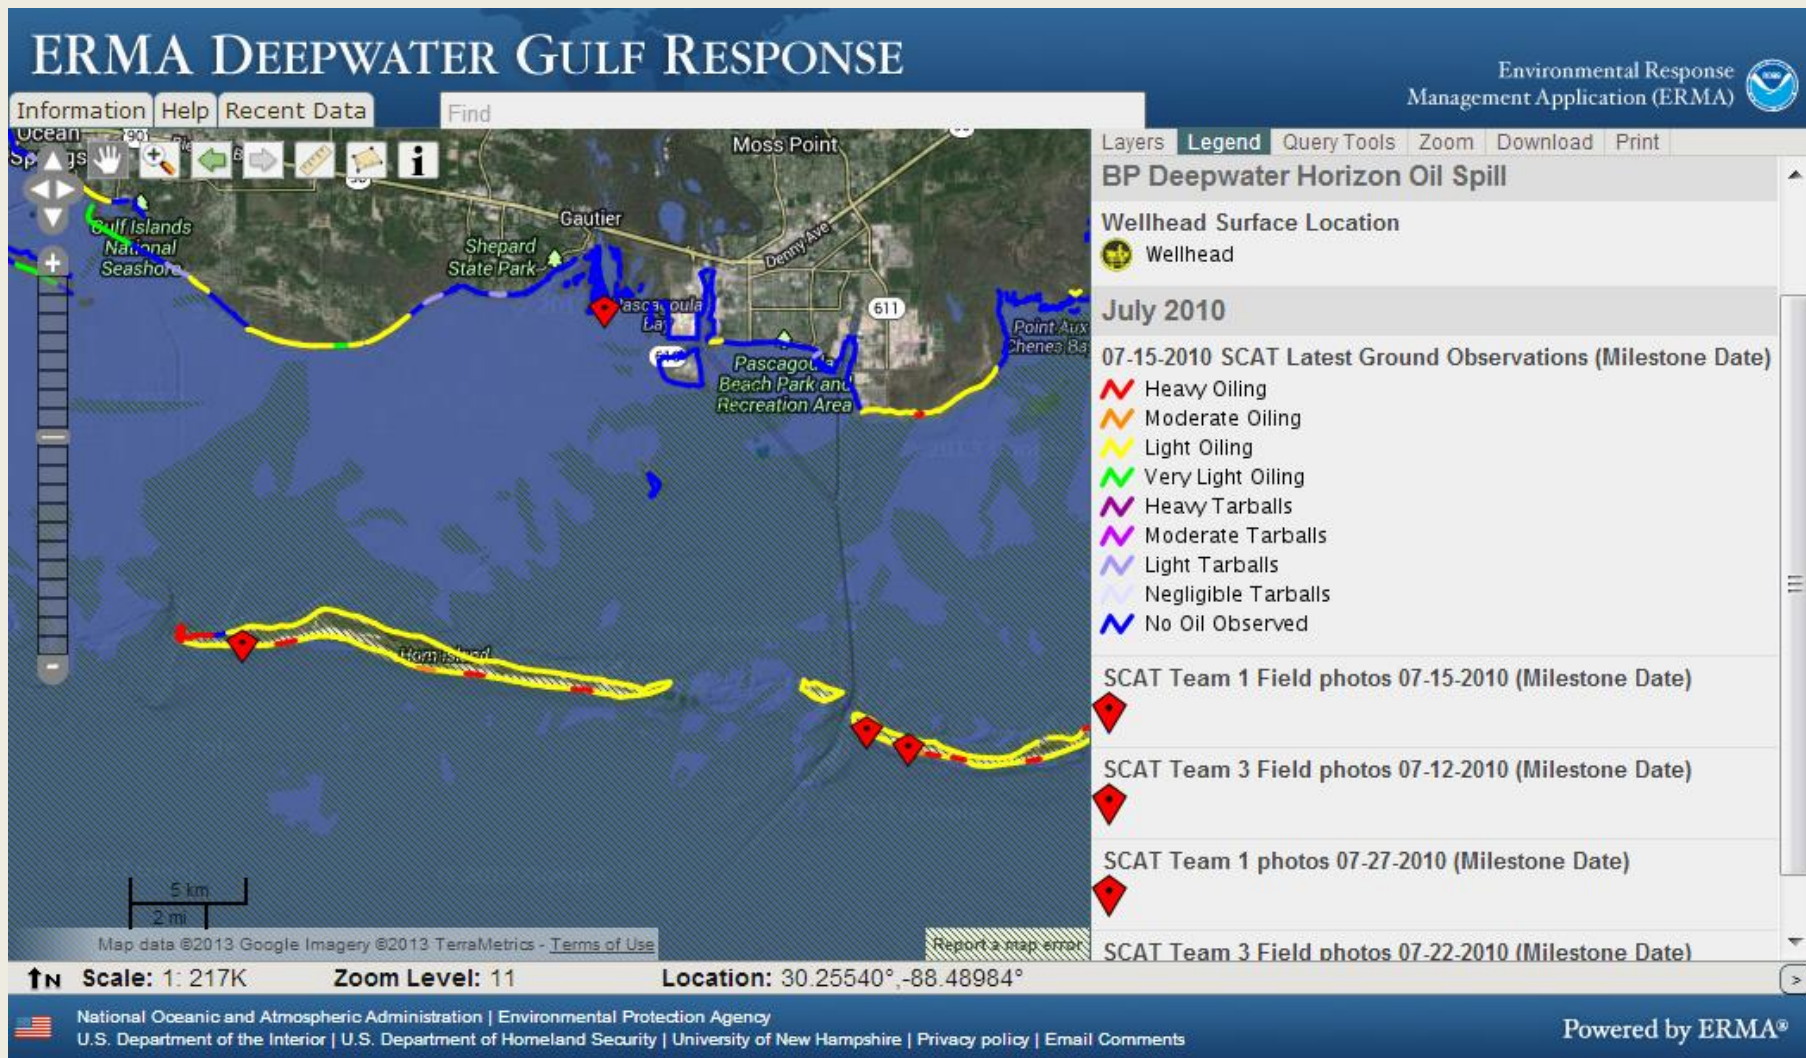 ERMA DEEPWATER GULF RESPONSE
Environmental Response
Management Application (ERMA)
Information Help Recent Data
Find
Layers Legend Query Tools Zoom Download Print
Ocean
90
Moss Point
Gulf Islands
National
Seashore
Gautier
Shepard
State Park
Denny Ave
611
Pascagoula
Bay
Point Aux
Chenes Ba
Pascagoula
Beach Park and
Recreation Area
Horn Island
5 km
2 mi
Map data ©2013 Google Imagery ©2013 TerraMetrics - Terms of Use
Report a map error
BP Deepwater Horizon Oil Spill
Wellhead Surface Location
Wellhead
July 2010
07-15-2010 SCAT Latest Ground Observations (Milestone Date)
Heavy Oiling
Moderate Oiling
Light Oiling
Very Light Oiling
Heavy Tarballs
Moderate Tarballs
Light Tarballs
Negligible Tarballs
No Oil Observed
SCAT Team 1 Field photos 07-15-2010 (Milestone Date)
SCAT Team 3 Field photos 07-12-2010 (Milestone Date)
SCAT Team 1 photos 07-27-2010 (Milestone Date)
SCAT Team 3 Field photos 07-22-2010 (Milestone Date)
N Scale: 1: 217K Zoom Level: 11 Location: 30.25540°,-88.48984°
National Oceanic and Atmospheric Administration | Environmental Protection Agency
U.S. Department of the Interior | U.S. Department of Homeland Security | University of New Hampshire | Privacy policy | Email Comments
Powered by ERMA®